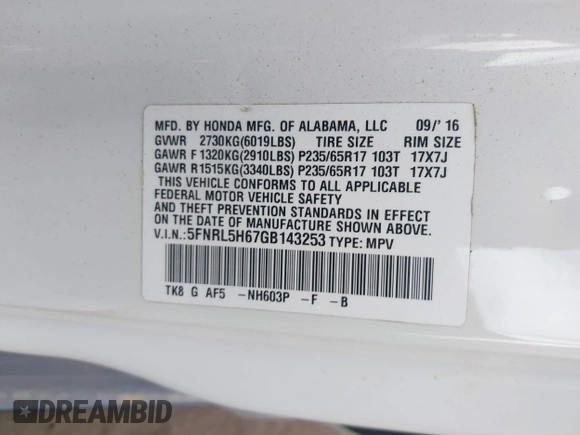 MFD. BY HONDA MFG. OF ALABAMA, LLC 09/'16
GVWR 2730KG(6019LBS) TIRE SIZE RIM SIZE
GAWR F 1320KG(2910LBS) P235/65R17 103T 17X7J
GAWR R1515KG(3340LBS) P235/65R17 103T 17X7J
THIS VEHICLE CONFORMS TO ALL APPLICABLE
FEDERAL MOTOR VEHICLE SAFETY
AND THEFT PREVENTION STANDARDS IN EFFECT
ON THE DATE OF MANUFACTURE SHOWN ABOVE.
V.I.N.:5FNRL5H67GB143253 TYPE: MPV
TK8 G AF5 -NH603P -F -B
DREAMBID